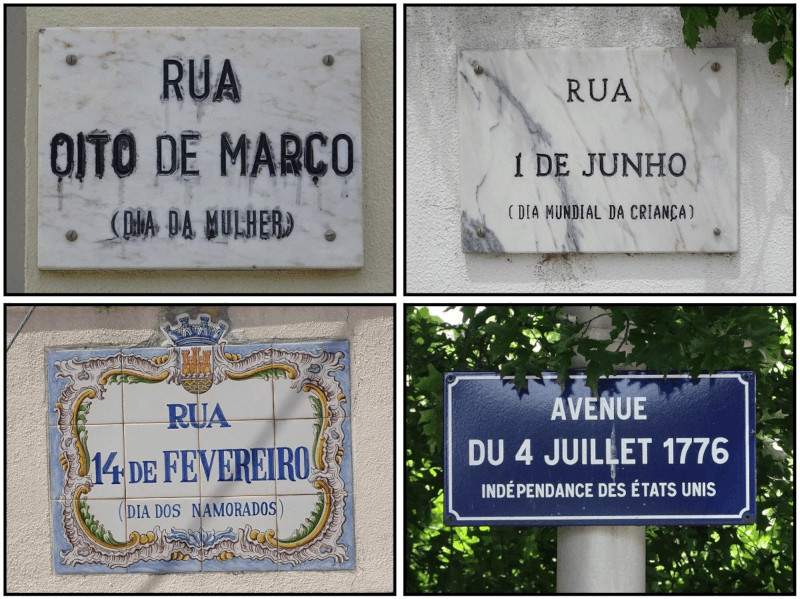 RUA
OITO DE MARÇO
(DIA DA MULHER)
RUA
1 DE JUNHO
(DIA MUNDIAL DA CRIANÇA)
RUA
14 DE FEVEREIRO
(DIA DOS NAMORADOS)
AVENUE
DU 4 JUILLET 1776
INDÉPENDANCE DES ÉTATS UNIS